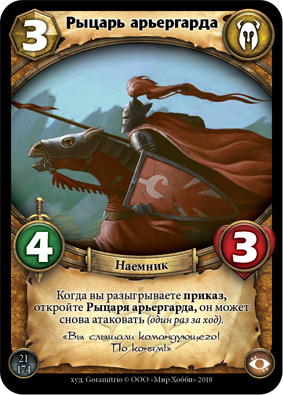 3
Рыцарь арьергарда
4
Наемник
3
Когда вы разыгрываете приказ,
откройте Рыцаря арьергарда, он может
снова атаковать (один раз за ход).
«Вы слышали командующего!
По коням!»
21
174
худ. Goramitrio © ООО «Мир Хобби» 2018